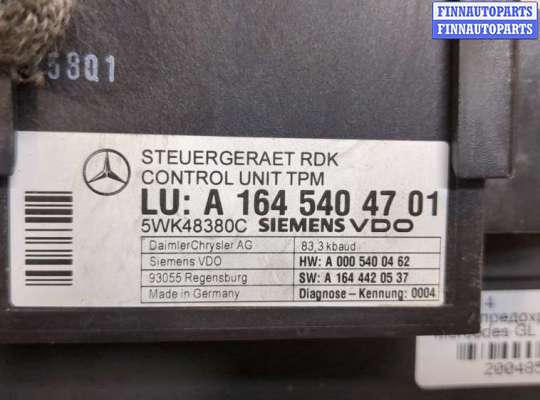 FINNAUTOPARTS
FINNAUTOPARTS
FINNAUTOPARTS
58Q1
STEUERGERAET RDK
CONTROL UNIT TPM
LU: A 164 540 47 01
5WK48380C SIEMENS VDO
DaimlerChrysler AG 83,3 kbaud
Siemens VDO HW: A 000 540 04 62
93055 Regensburg SW: A 164 442 05 37
Made in Germany Diagnose - Kennung: 0004
Mercedes GL
200485